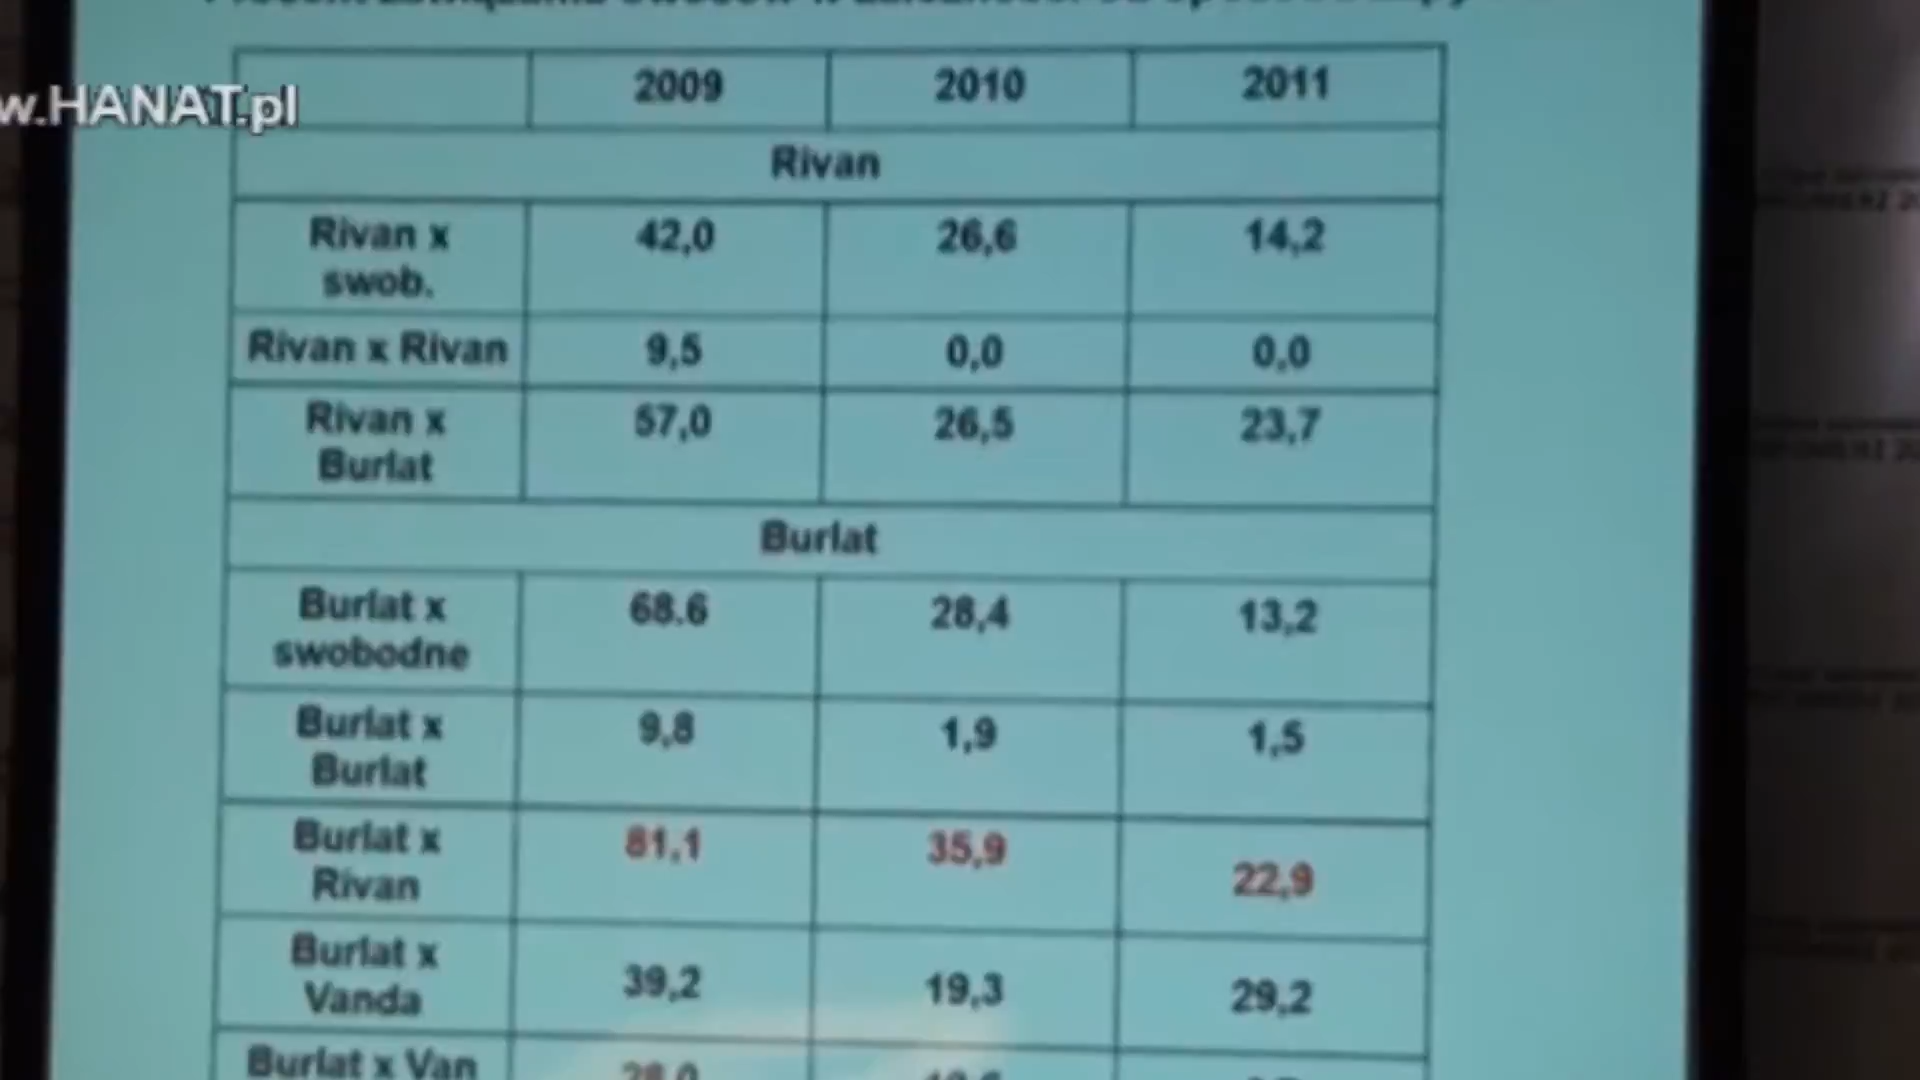 w.HANAT.pl
2009 2010 2011
Rivan
Rivan x swob. 42,0 26,6 14,2
Rivan x Rivan 9,5 0,0 0,0
Rivan x Burlat 57,0 26,5 23,7
Burlat
Burlat x swobodne 68.6 28,4 13,2
Burlat x Burlat 9,8 1,9 1,5
Burlat x Rivan 81,1 35,9 22,9
Burlat x Vanda 39,2 19,3 29,2
Burlat x Van 28,0